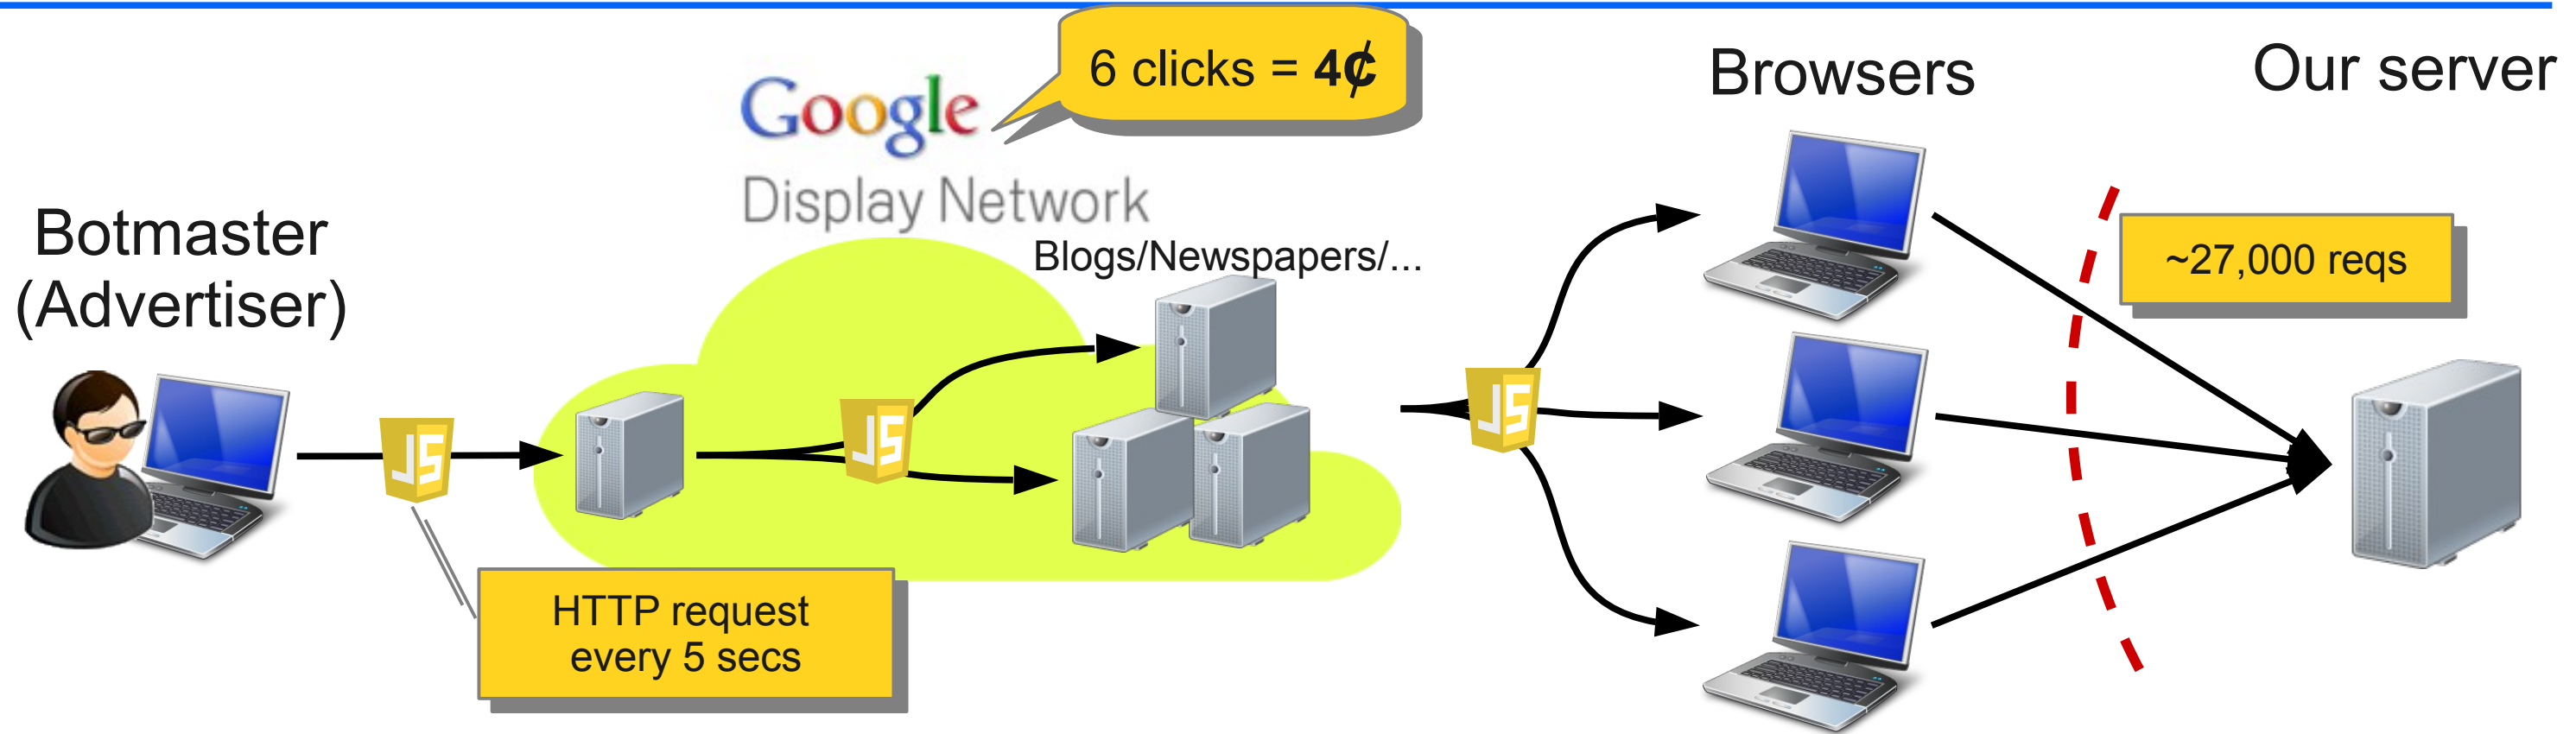 6 clicks = 4¢
Google
Display Network
Browsers
Our server
Botmaster
(Advertiser)
Blogs/Newspapers/...
~27,000 reqs
JS
JS
JS
HTTP request
every 5 secs